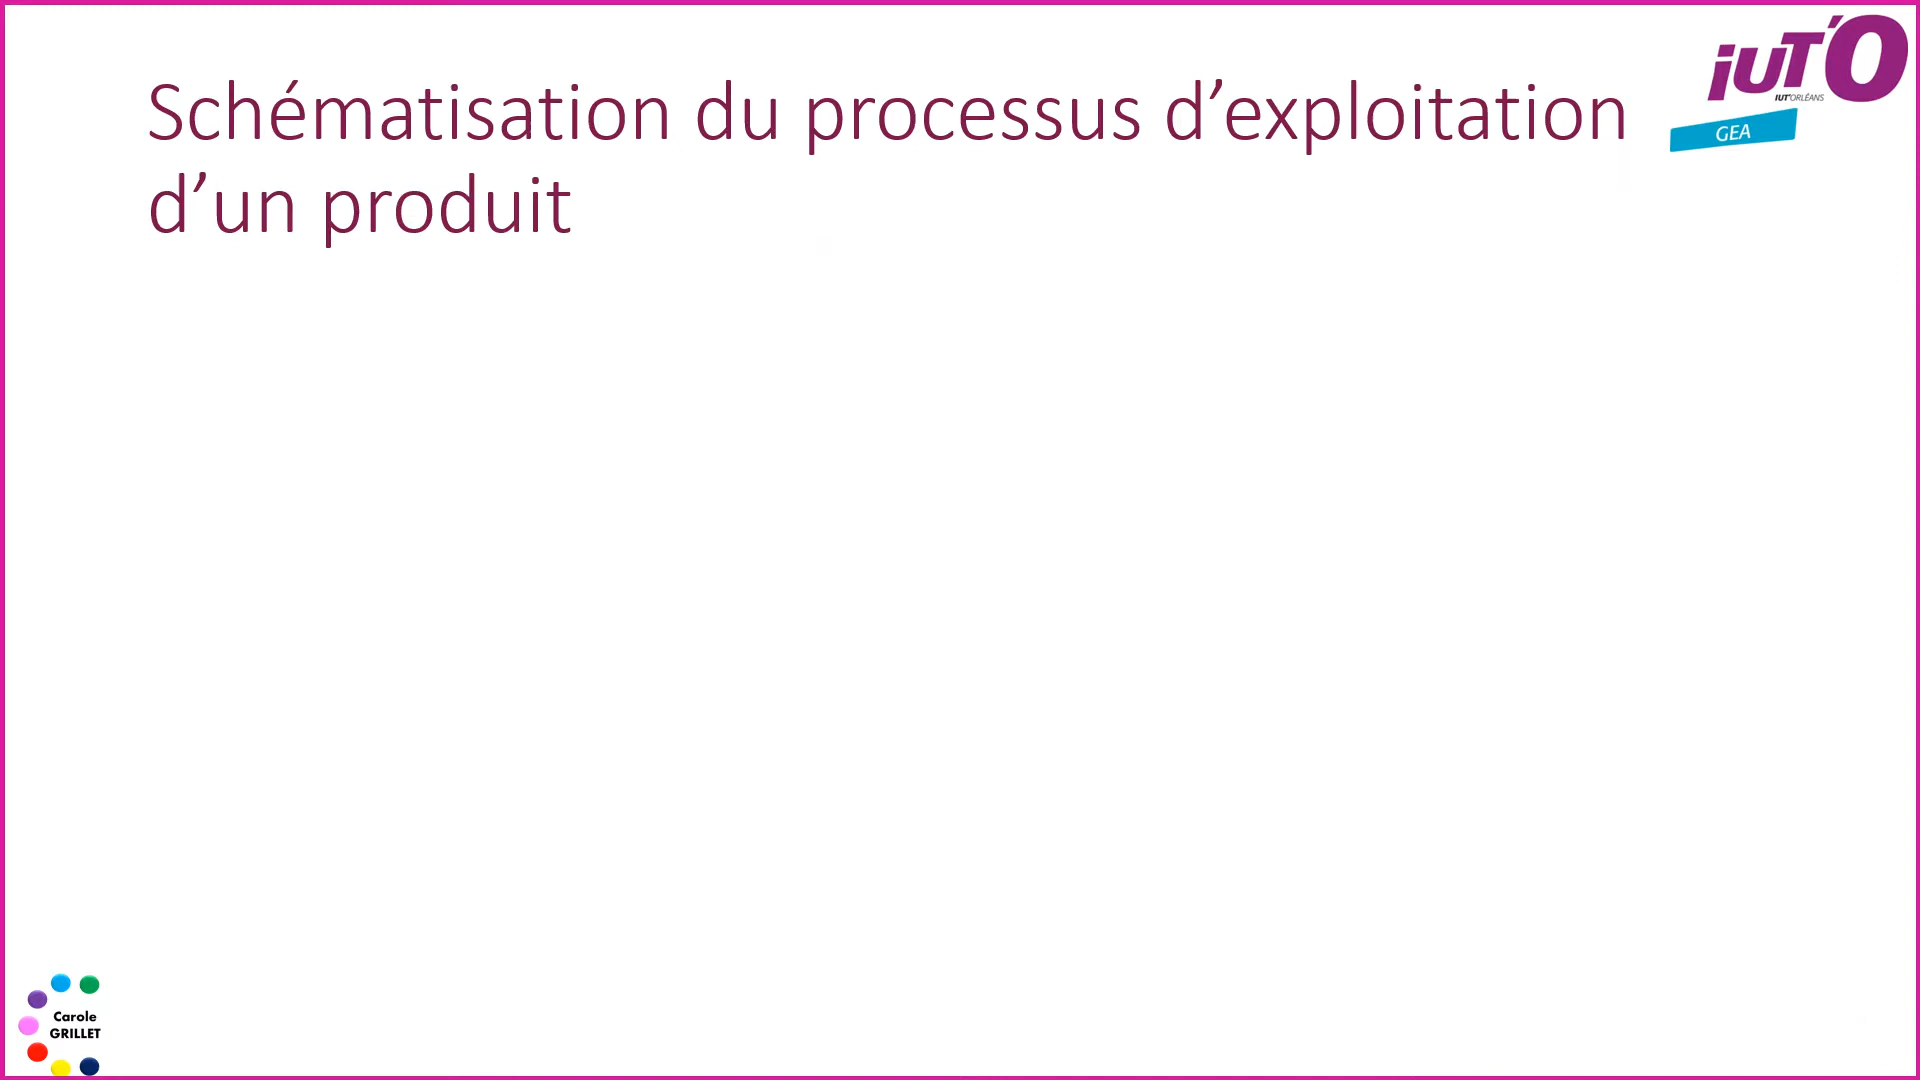 Schématisation du processus d’exploitation
d’un produit
iUT'O
IUT'ORLÉANS
GEA
Carole
GRILLET